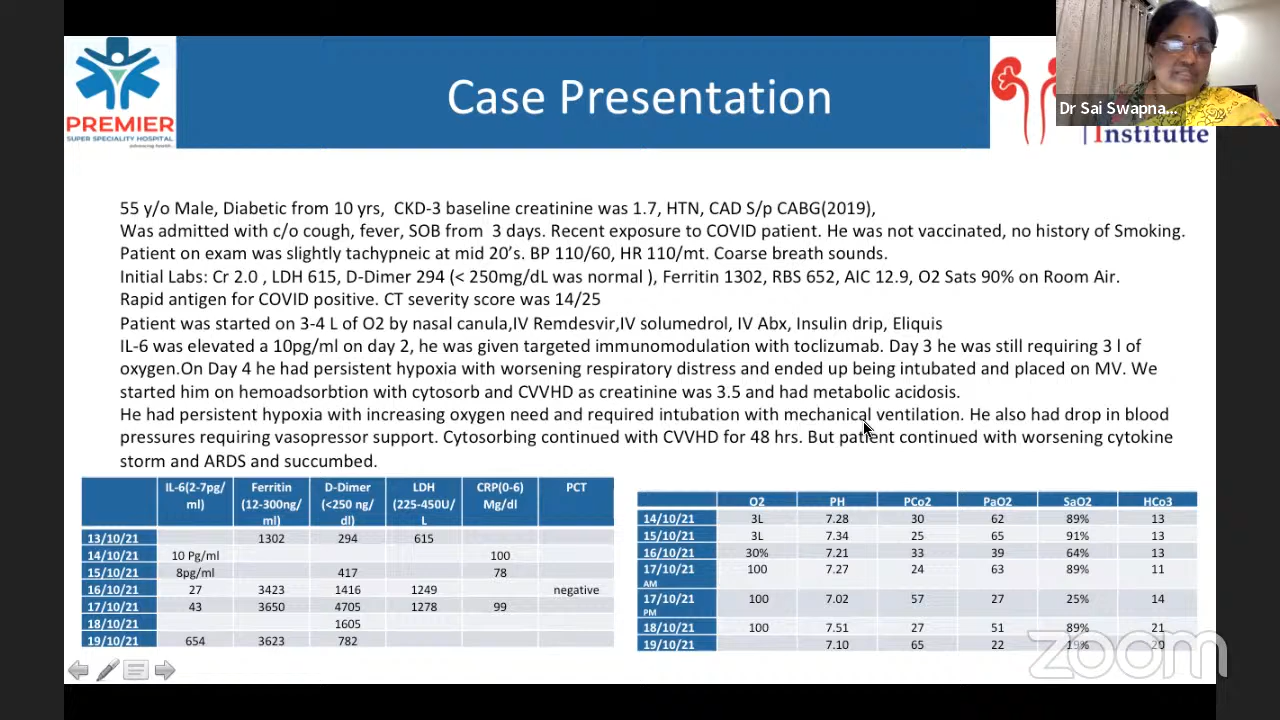 Case Presentation
PREMIER
SUPER SPECIALITY HOSPITAL
advancing health..
Dr Sai Swapna...
Institutte
55 y/o Male, Diabetic from 10 yrs, CKD-3 baseline creatinine was 1.7, HTN, CAD S/p CABG(2019),
Was admitted with c/o cough, fever, SOB from 3 days. Recent exposure to COVID patient. He was not vaccinated, no history of Smoking.
Patient on exam was slightly tachypneic at mid 20's. BP 110/60, HR 110/mt. Coarse breath sounds.
Initial Labs: Cr 2.0 , LDH 615, D-Dimer 294 (< 250mg/dL was normal ), Ferritin 1302, RBS 652, AIC 12.9, O2 Sats 90% on Room Air.
Rapid antigen for COVID positive. CT severity score was 14/25
Patient was started on 3-4 L of O2 by nasal canula,IV Remdesvir,IV solumedrol, IV Abx, Insulin drip, Eliquis
IL-6 was elevated a 10pg/ml on day 2, he was given targeted immunomodulation with toclizumab. Day 3 he was still requiring 3 l of
oxygen.On Day 4 he had persistent hypoxia with worsening respiratory distress and ended up being intubated and placed on MV. We
started him on hemoadsorbtion with cytosorb and CVVHD as creatinine was 3.5 and had metabolic acidosis.
He had persistent hypoxia with increasing oxygen need and required intubation with mechanical ventilation. He also had drop in blood
pressures requiring vasopressor support. Cytosorbing continued with CVVHD for 48 hrs. But patient continued with worsening cytokine
storm and ARDS and succumbed.
IL-6(2-7pg/ml) Ferritin (12-300ng/ml) D-Dimer (<250 ng/dl) LDH (225-450U/L CRP(0-6) Mg/dl PCT
13/10/21 1302 294 615
14/10/21 10 Pg/ml 100
15/10/21 8pg/ml 417 78
16/10/21 27 3423 1416 1249 negative
17/10/21 43 3650 4705 1278 99
18/10/21 1605
19/10/21 654 3623 782
O2 PH PCo2 PaO2 SaO2 HCo3
14/10/21 3L 7.28 30 62 89% 13
15/10/21 3L 7.34 25 65 91% 13
16/10/21 30% 7.21 33 39 64% 13
17/10/21 AM 100 7.27 24 63 89% 11
17/10/21 PM 100 7.02 57 27 25% 14
18/10/21 100 7.51 27 51 89% 21
19/10/21 7.10 65 22 19% 20
zoom